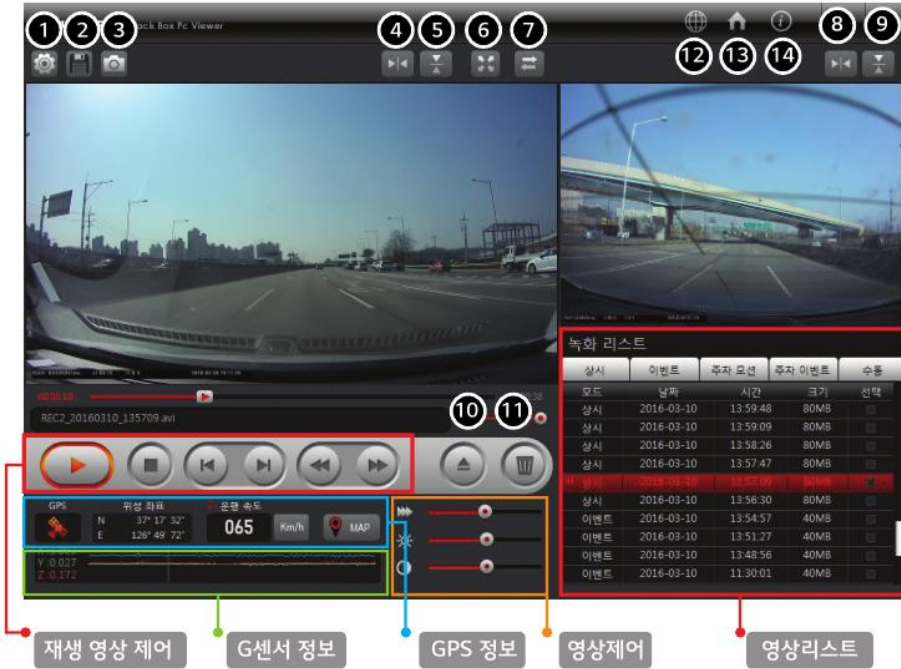 1 2 3 4 5 6 7 8 9
ack Box Pc Viewer
12 13 14
녹화 리스트
상시 이벤트 주차 모션 주차 이벤트 수동
모드 날짜 시간 크기 선택
상시 2016-03-10 13:59:48 80MB
상시 2016-03-10 13:59:09 80MB
상시 2016-03-10 13:58:26 80MB
상시 2016-03-10 13:57:47 80MB
상시 2016-03-10 13:56:30 80MB
이벤트 2016-03-10 13:54:57 40MB
이벤트 2016-03-10 13:51:27 40MB
이벤트 2016-03-10 13:48:56 40MB
이벤트 2016-03-10 11:30:01 40MB
REC2_20160310_135709.avi
10 11
GPS 위성 좌표 운행 속도
N 37° 17' 32"
E 126° 49' 72"
065 Km/h MAP
Y :0.027
Z :0.172
재생 영상 제어 G센서 정보 GPS 정보 영상제어 영상리스트